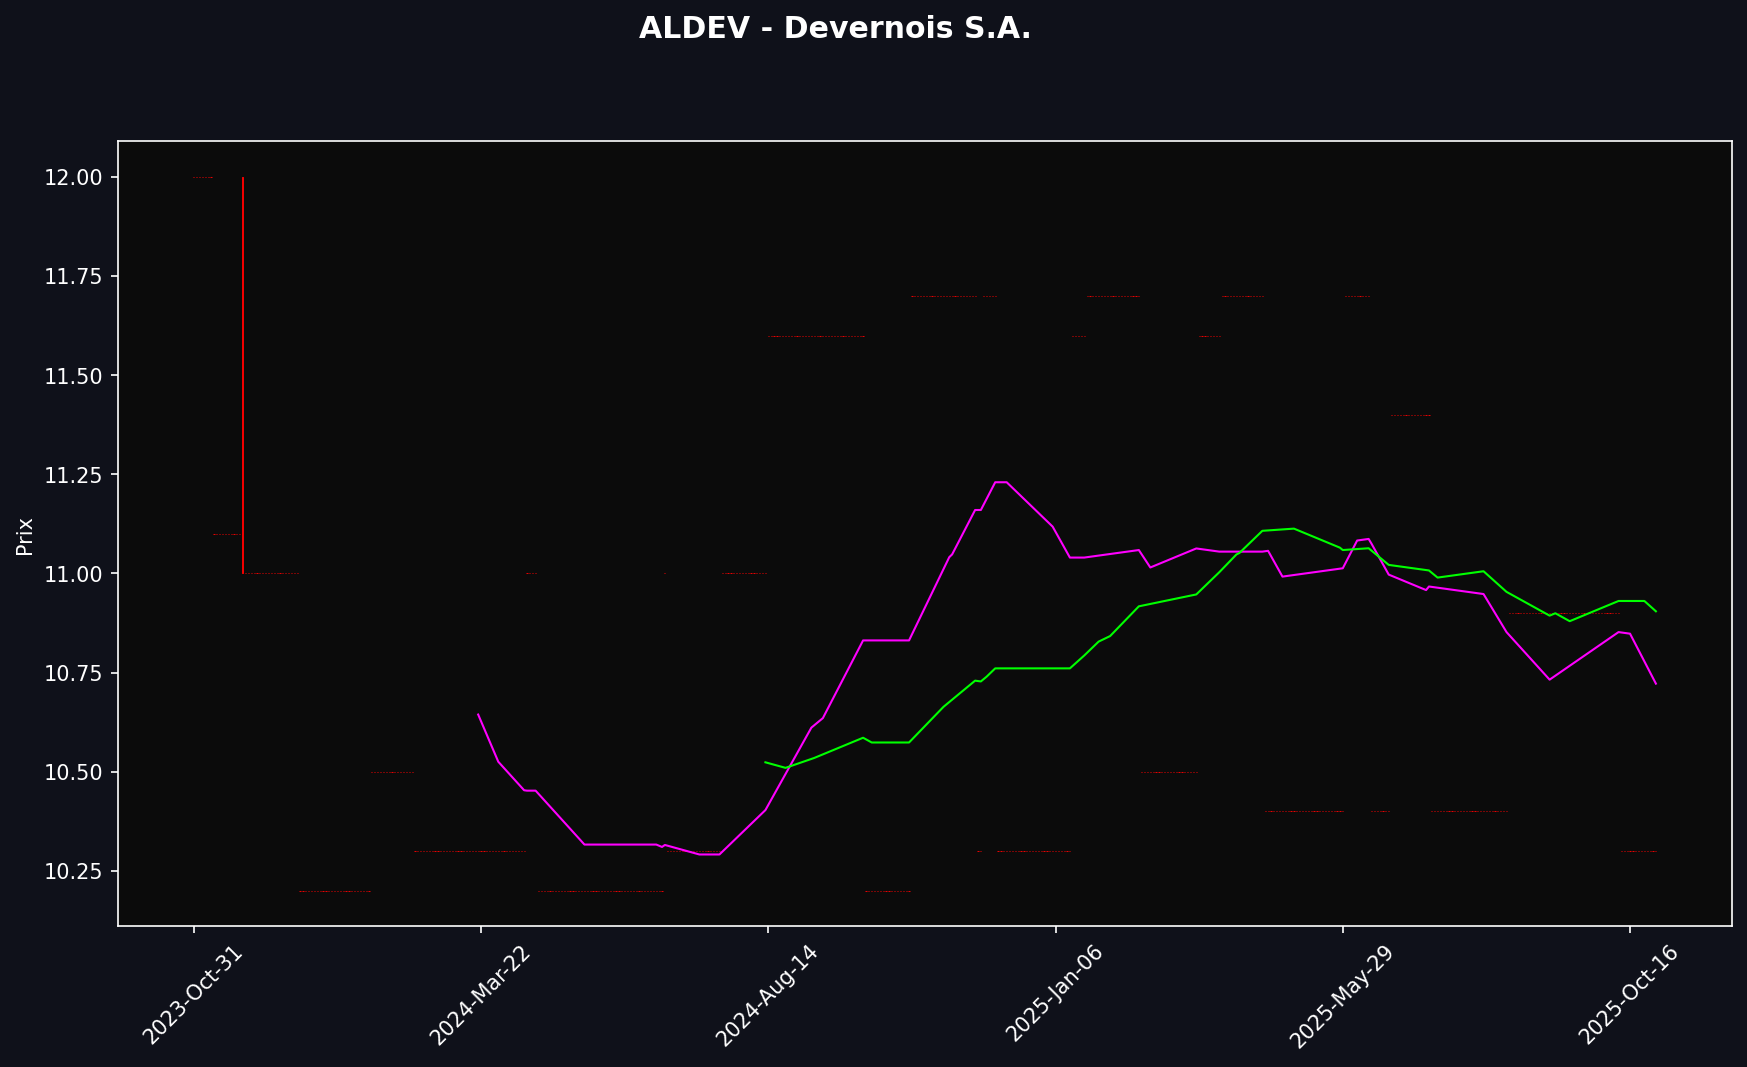 ALDEV - Devernois S.A.
Prix
12.00
11.75
11.50
11.25
11.00
10.75
10.50
10.25
2023-Oct-31
2024-Mar-22
2024-Aug-14
2025-Jan-06
2025-May-29
2025-Oct-16